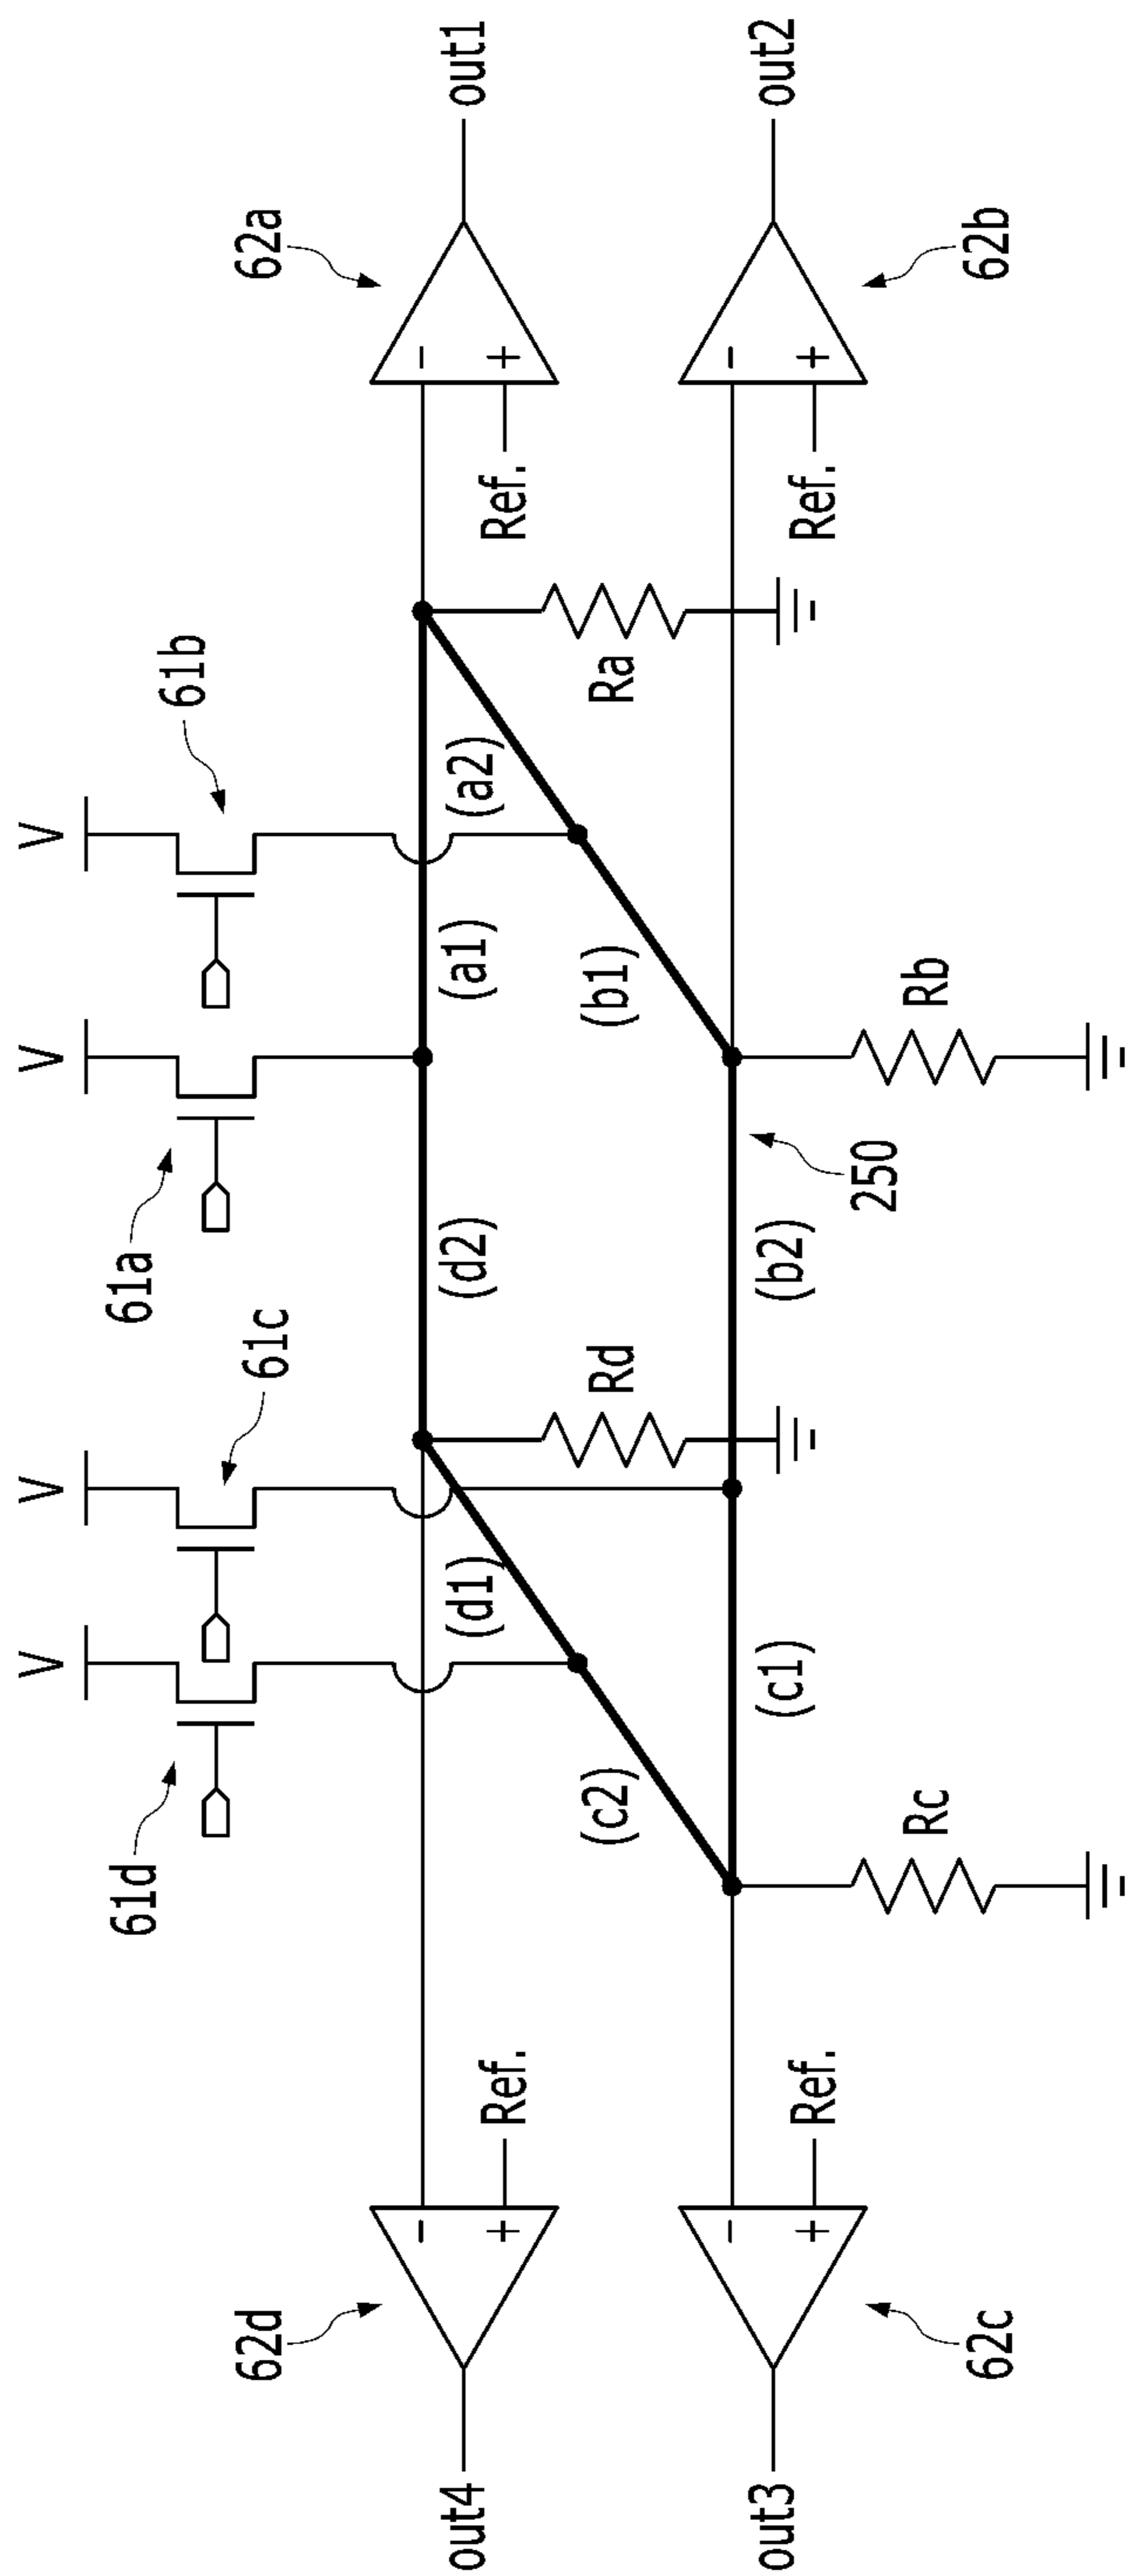 V
V
V
V
61d
61c
61a
61b
62d
62a
out4
-
+
Ref.
(d1)
(d2)
(a1)
(a2)
-
+
Ref.
out1
(c2)
Rd
(b1)
Ra
out3
-
+
Ref.
(c1)
(b2)
250
-
+
Ref.
out2
62c
Rc
Rb
62b